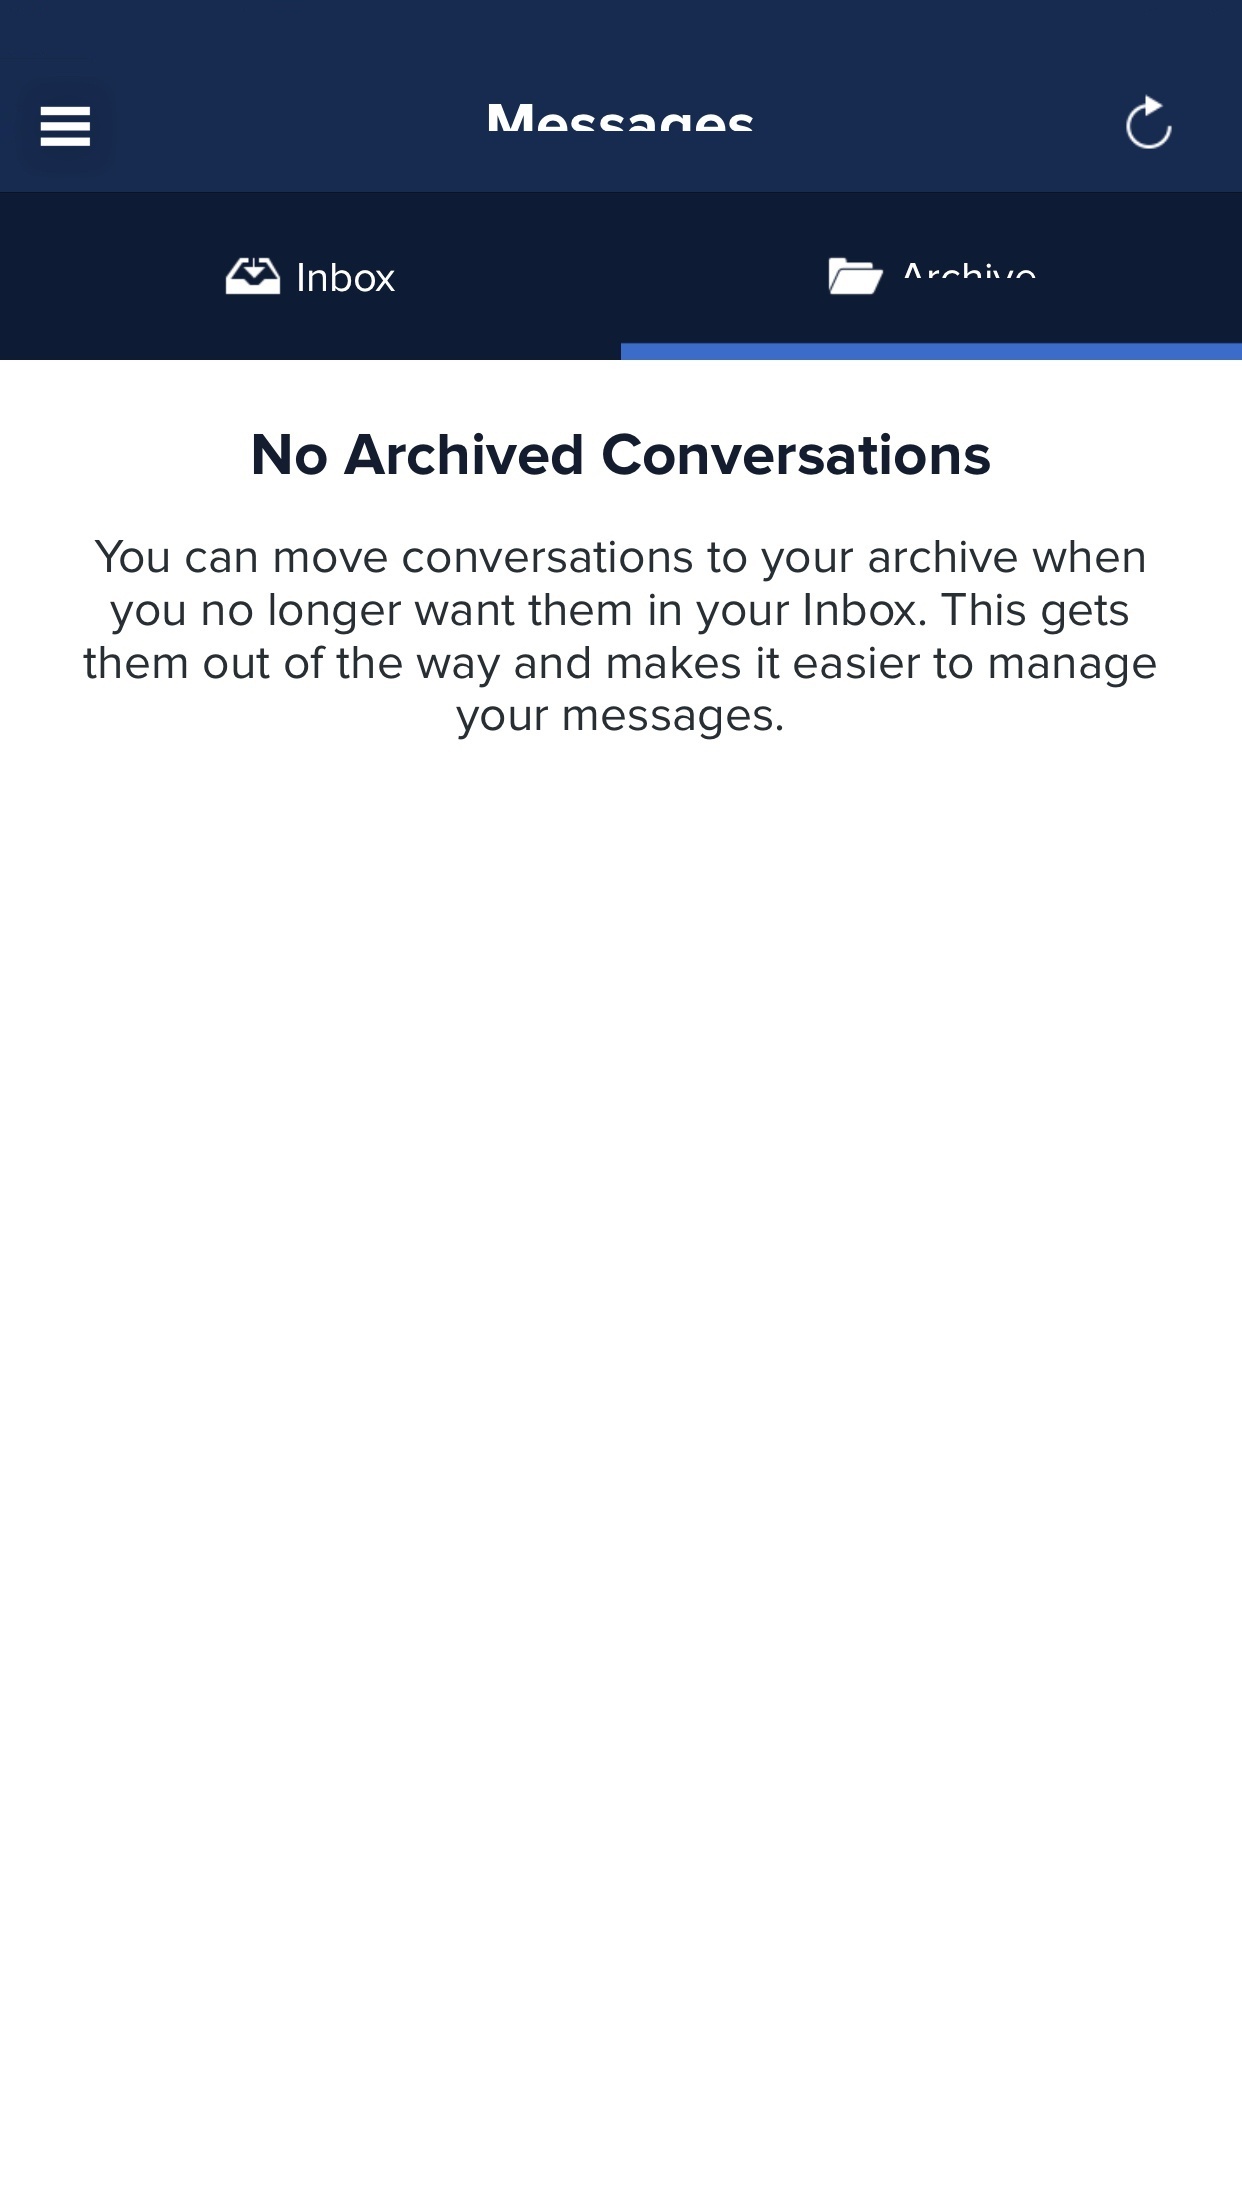 Messages
Inbox
Archive
No Archived Conversations
You can move conversations to your archive when
you no longer want them in your Inbox. This gets
them out of the way and makes it easier to manage
your messages.